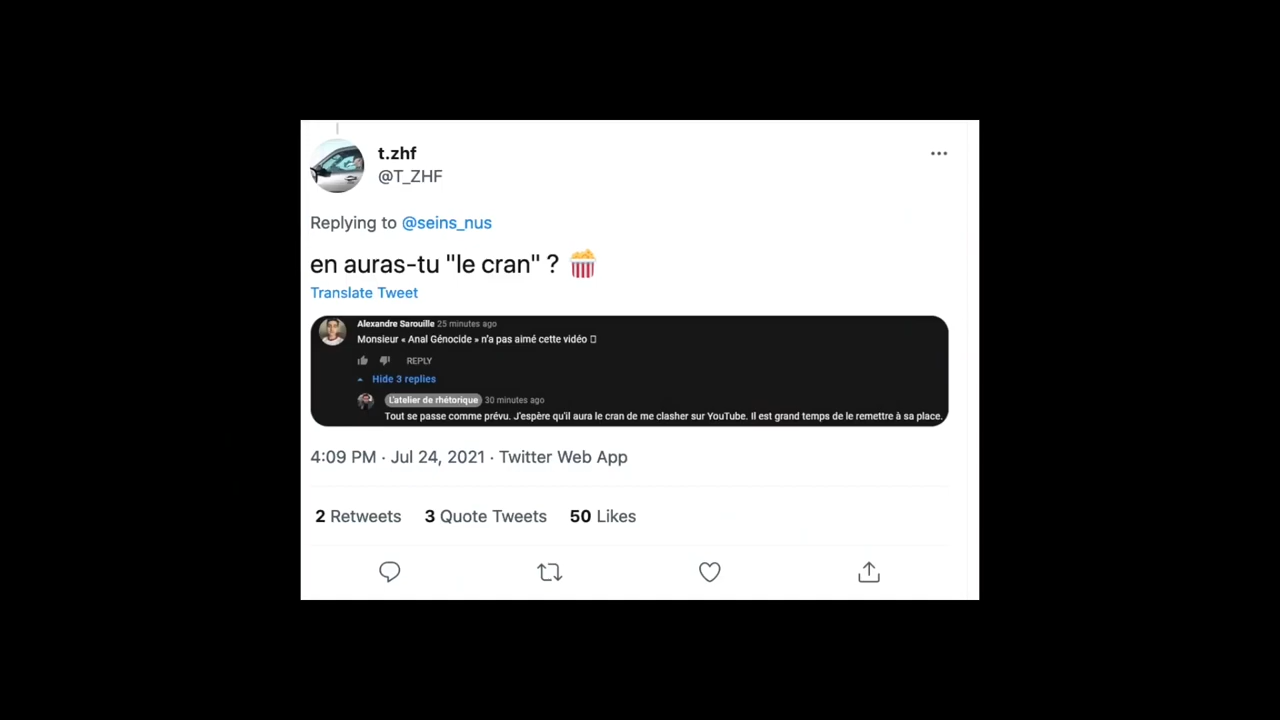 t.zhf
@T_ZHF
Replying to @seins_nus
en auras-tu "le cran" ? 🍿
Translate Tweet
Alexandre Sarouille 25 minutes ago
Monsieur « Anal Génocide » n'a pas aimé cette vidéo
REPLY
Hide 3 replies
L'atelier de rhétorique 30 minutes ago
Tout se passe comme prévu. J'espère qu'il aura le cran de me clasher sur YouTube. Il est grand temps de le remettre à sa place.
4:09 PM · Jul 24, 2021 · Twitter Web App
2 Retweets 3 Quote Tweets 50 Likes